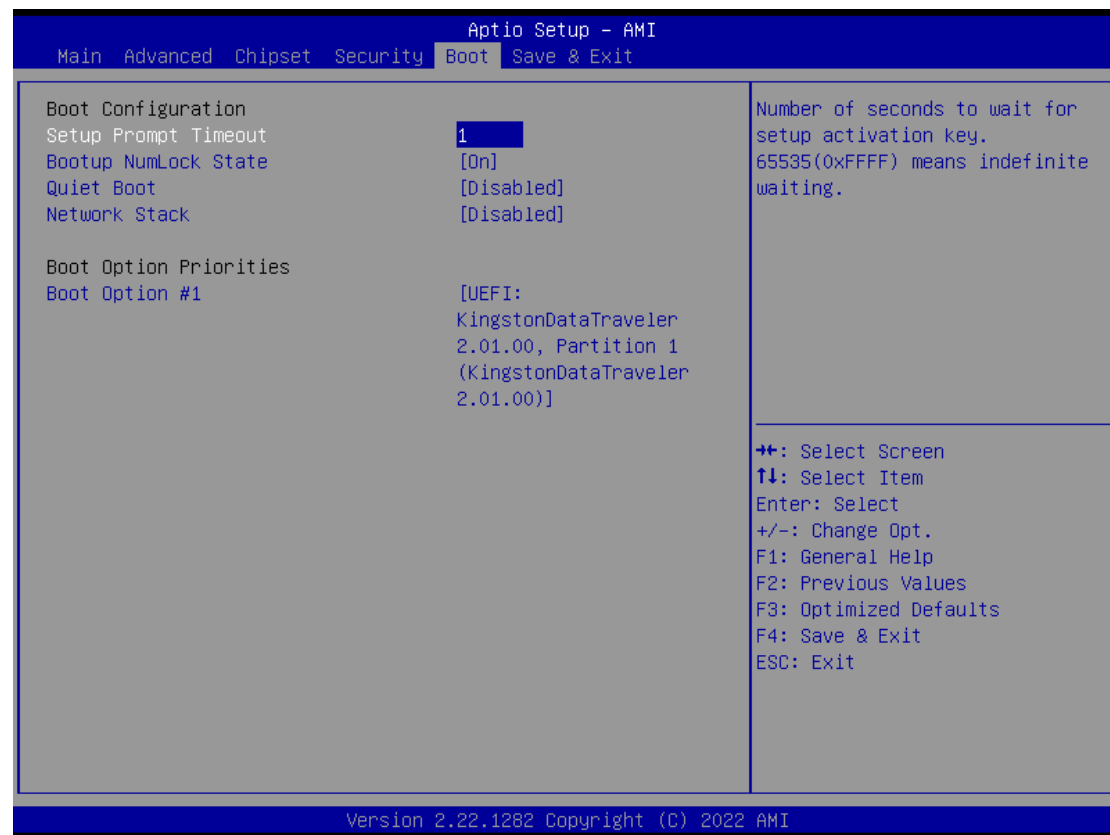 Aptio Setup – AMI
Main Advanced Chipset Security Boot Save & Exit
Boot Configuration
Setup Prompt Timeout 1
Bootup NumLock State [On]
Quiet Boot [Disabled]
Network Stack [Disabled]
Boot Option Priorities
Boot Option #1 [UEFI:
KingstonDataTraveler
2.01.00, Partition 1
(KingstonDataTraveler
2.01.00)]
Number of seconds to wait for
setup activation key.
65535(0xFFFF) means indefinite
waiting.
→←: Select Screen
↑↓: Select Item
Enter: Select
+/-: Change Opt.
F1: General Help
F2: Previous Values
F3: Optimized Defaults
F4: Save & Exit
ESC: Exit
Version 2.22.1282 Copyright (C) 2022 AMI